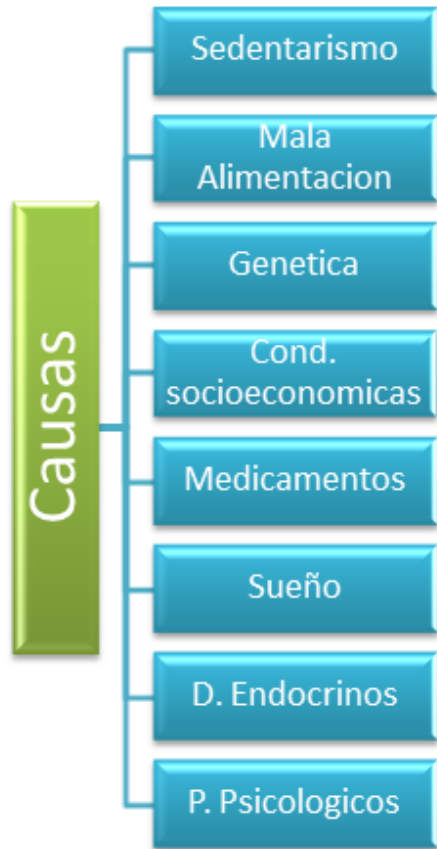 Causas
Sedentarismo
Mala
Alimentacion
Genetica
Cond.
socioeconomicas
Medicamentos
Sueño
D. Endocrinos
P. Psicologicos